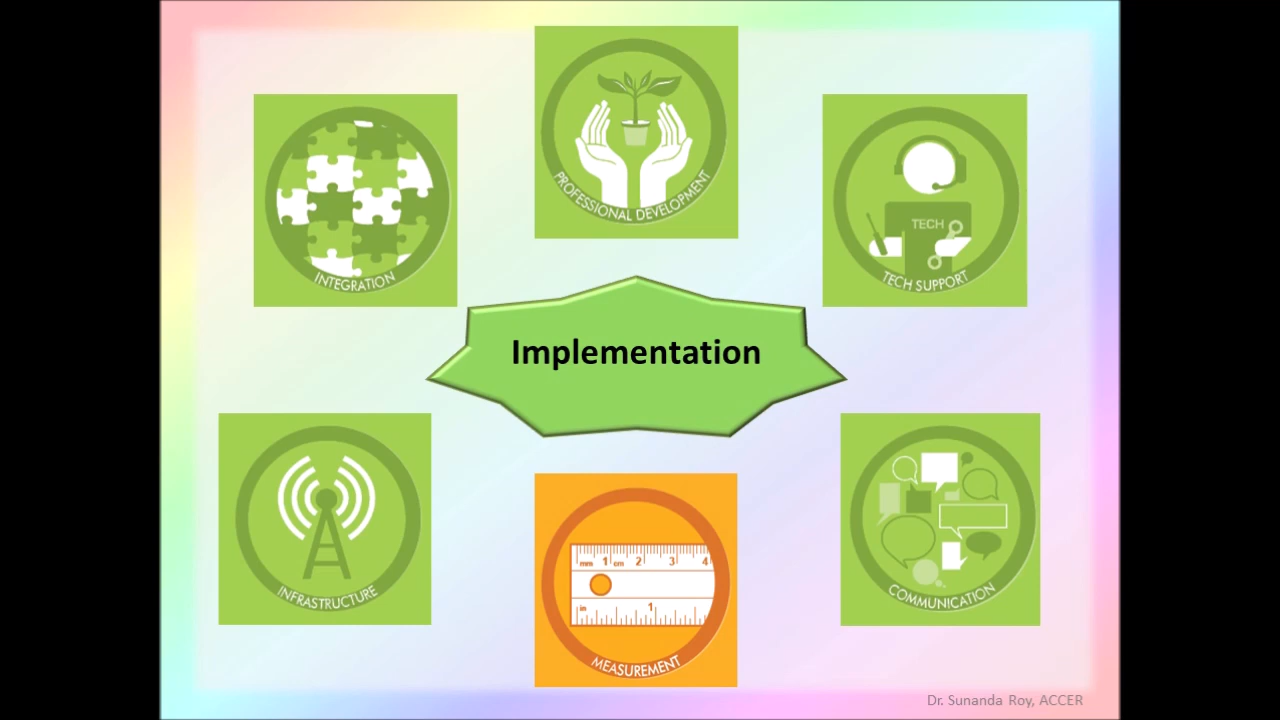 PROFESSIONAL DEVELOPMENT
INTEGRATION
TECH
TECH SUPPORT
Implementation
INFRASTRUCTURE
mm 1 cm 2 3 4
in 1
MEASUREMENT
COMMUNICATION
Dr. Sunanda Roy, ACCER